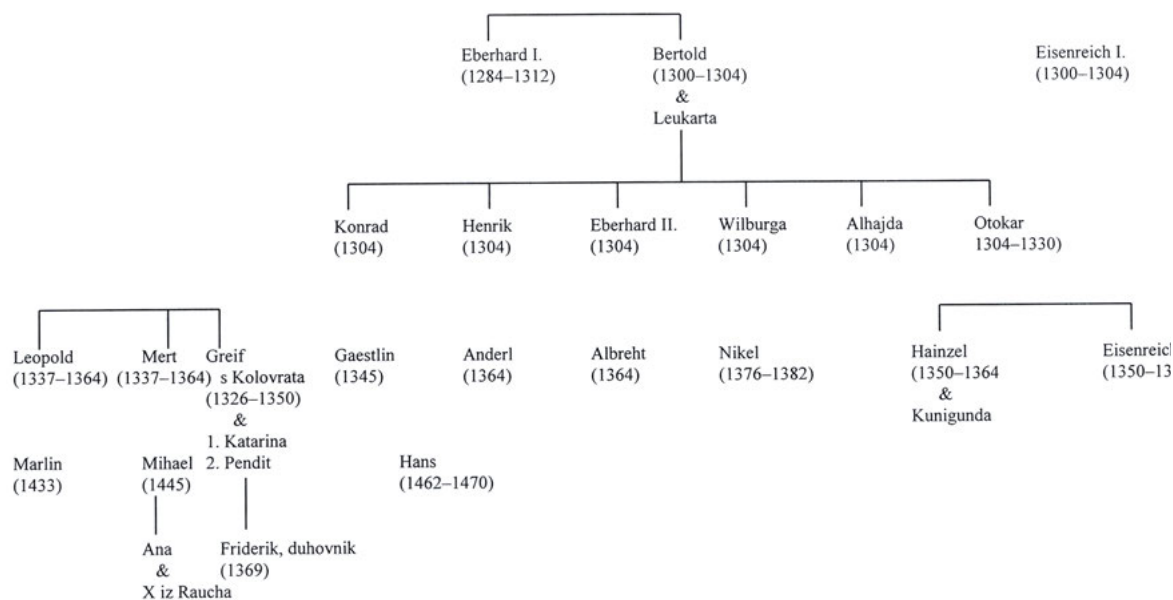 Eberhard I.
(1284–1312)
Bertold
(1300–1304)
&
Leukarta
Eisenreich I.
(1300–1304)
Konrad
(1304)
Henrik
(1304)
Eberhard II.
(1304)
Wilburga
(1304)
Alhajda
(1304)
Otokar
1304–1330)
Leopold
(1337–1364)
Mert
(1337–1364)
Greif
s Kolovrata
(1326–1350)
&
1. Katarina
2. Pendit
Gaestlin
(1345)
Anderl
(1364)
Albreht
(1364)
Nikel
(1376–1382)
Hainzel
(1350–1364
&
Kunigunda
Eisenreich
(1350–13
Marlin
(1433)
Mihael
(1445)
Hans
(1462–1470)
Ana
&
X iz Raucha
Friderik, duhovnik
(1369)